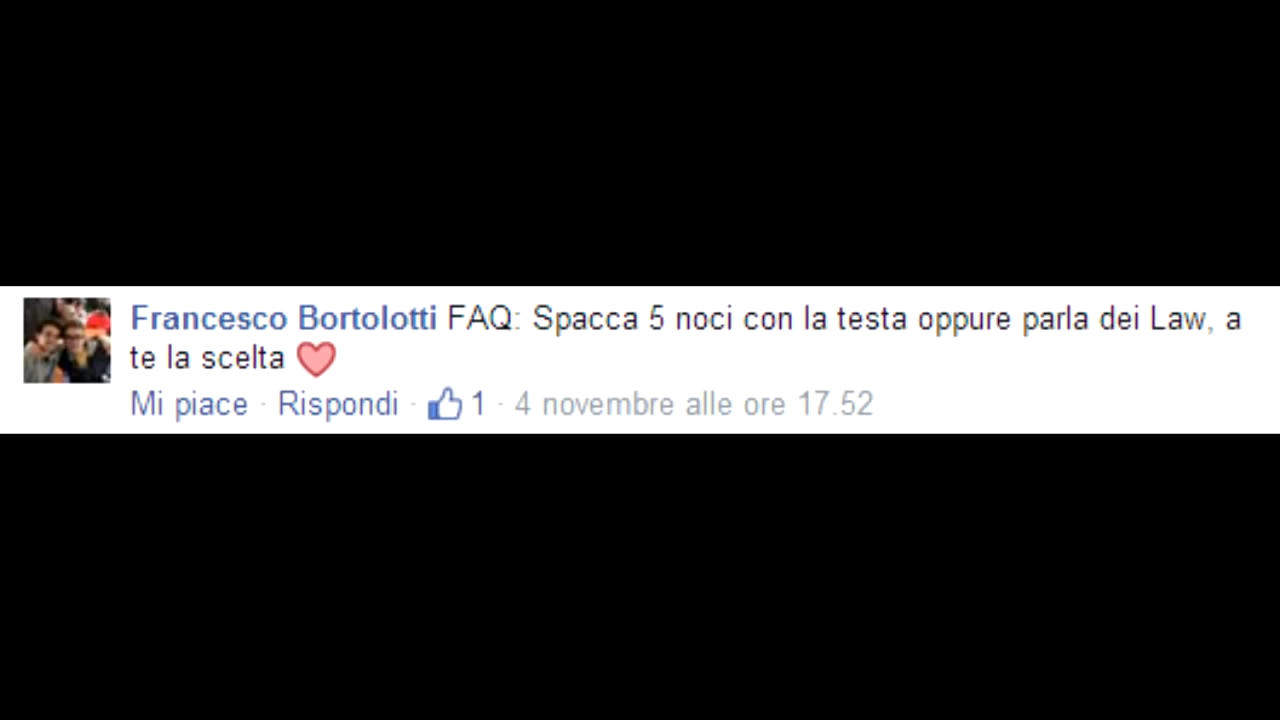 Francesco Bortolotti FAQ: Spacca 5 noci con la testa oppure parla dei Law, a
te la scelta
Mi piace · Rispondi · 1 · 4 novembre alle ore 17.52